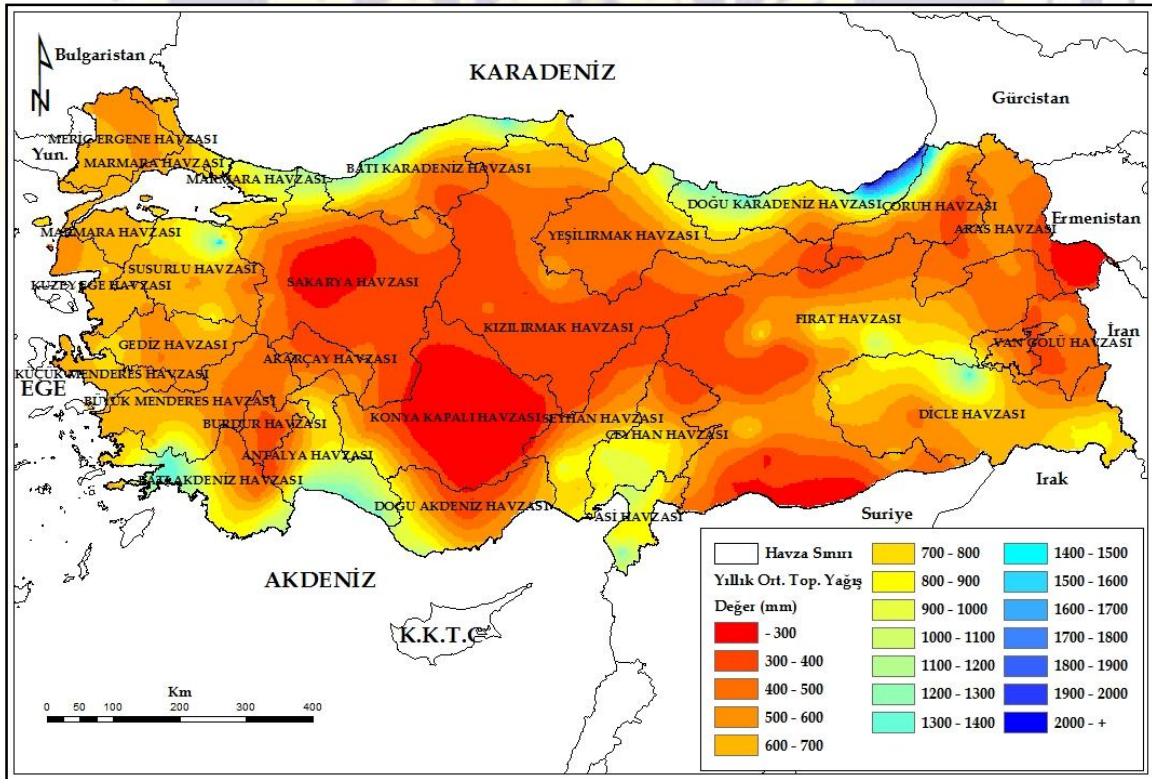 Bulgaristan
KARADENİZ
Gürcistan
N
MERİÇ ERGENE HAVZASI
Yun.
MARMARA HAVZASI
MARMARA HAVZASI
BATI KARADENİZ HAVZASI
DOĞU KARADENİZ HAVZASI
ÇORUH HAVZASI
Ermenistan
ARAS HAVZASI
MARMARA HAVZASI
YEŞİLIRMAK HAVZASI
SUSURLU HAVZASI
KUZEY EGE HAVZASI
SAKARYA HAVZASI
KIZILIRMAK HAVZASI
FIRAT HAVZASI
İran
VAN GÖLÜ HAVZASI
GEDİZ HAVZASI
AKARÇAY HAVZASI
KÜÇÜK MENDERES HAVZASI
EGE
BÜYÜK MENDERES HAVZASI
BURDUR HAVZASI
KONYA KAPALI HAVZASI
SEYHAN HAVZASI
DİCLE HAVZASI
CEYHAN HAVZASI
ANTALYA HAVZASI
BATI AKDENİZ HAVZASI
DOĞU AKDENİZ HAVZASI
ASİ HAVZASI
Irak
Suriye
AKDENİZ
K.K.T.C
Km
0 50 100 200 300 400
Havza Sınırı
Yıllık Ort. Top. Yağış
Değer (mm)
- 300
300 - 400
400 - 500
500 - 600
600 - 700
700 - 800
800 - 900
900 - 1000
1000 - 1100
1100 - 1200
1200 - 1300
1300 - 1400
1400 - 1500
1500 - 1600
1600 - 1700
1700 - 1800
1800 - 1900
1900 - 2000
2000 - +